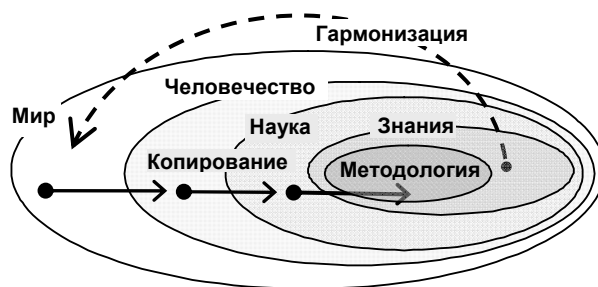 Гармонизация
Человечество
Мир
Наука
Знания
Копирование
Методология